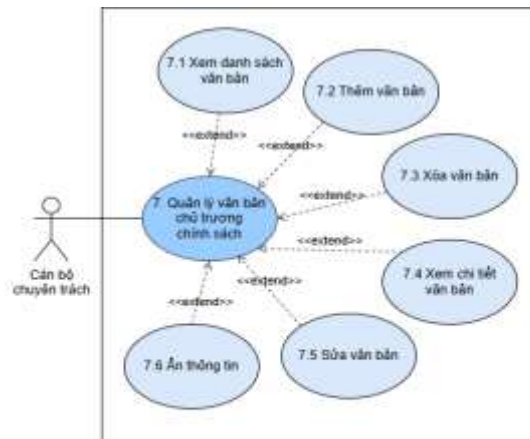 7.1 Xem danh sách
văn bản
7.2 Thêm văn bản
<<extend>>
<<extend>>
7.3 Xóa văn bản
<<extend>>
7 Quản lý văn bản
chủ trương
chính sách
<<extend>>
7.4 Xem chi tiết
văn bản
Cán bộ
chuyên trách
<<extend>>
<<extend>>
7.6 Ẩn thông tin
7.5 Sửa văn bản